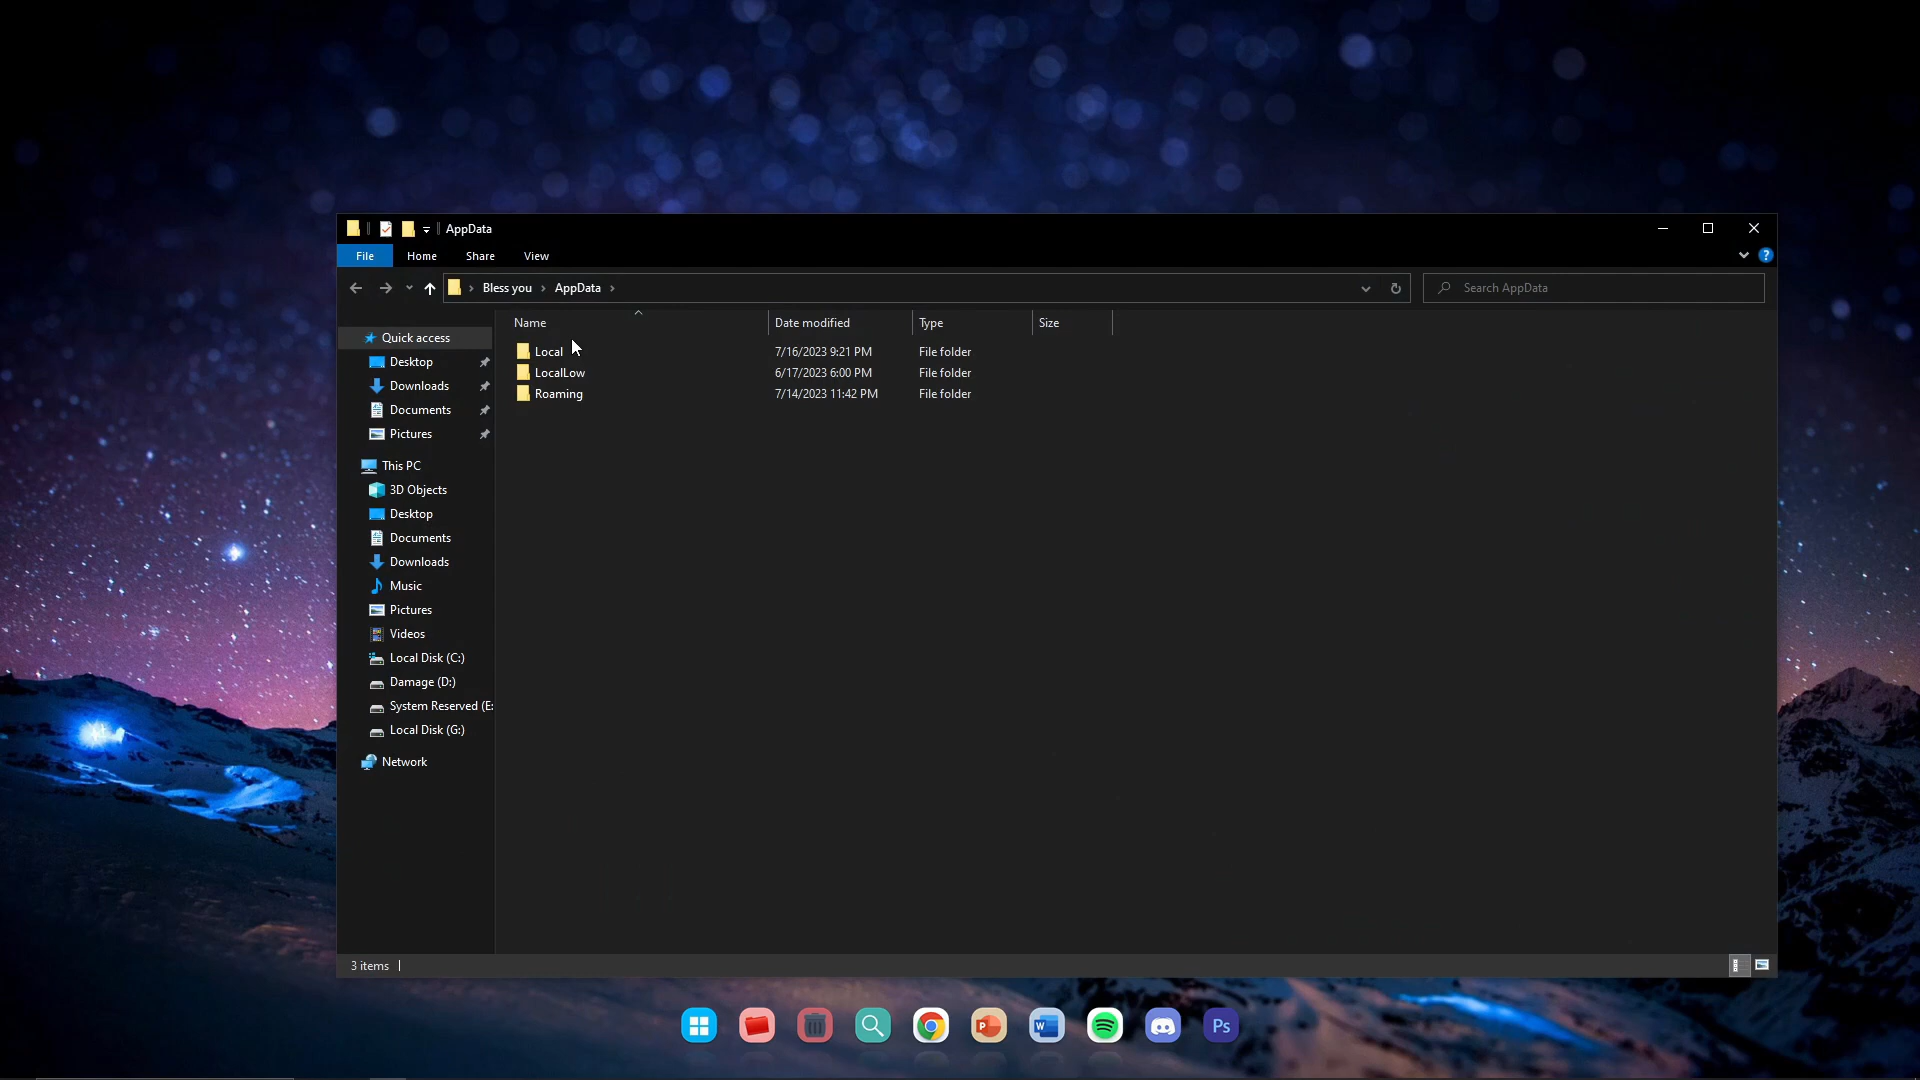 AppData
File Home Share View
Bless you AppData
Search AppData
Name Date modified Type Size
Local 7/16/2023 9:21 PM File folder
LocalLow 6/17/2023 6:00 PM File folder
Roaming 7/14/2023 11:42 PM File folder
Quick access
Desktop
Downloads
Documents
Pictures
This PC
3D Objects
Desktop
Documents
Downloads
Music
Pictures
Videos
Local Disk (C:)
Damage (D:)
System Reserved (E:
Local Disk (G:)
Network
3 items
P
W
Ps